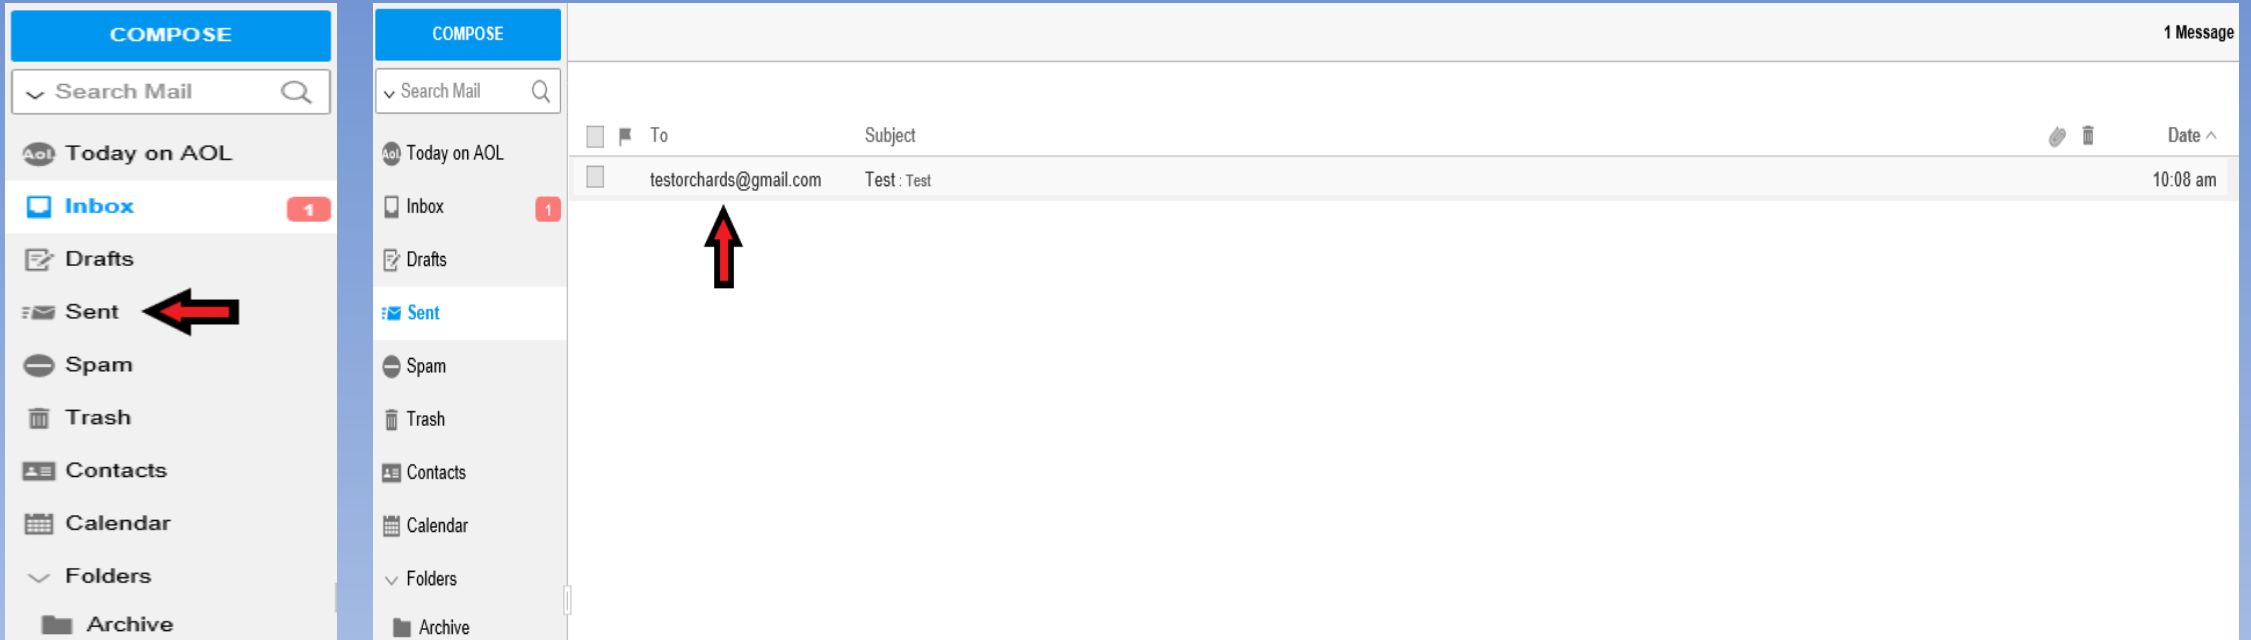 COMPOSE
Search Mail
Aol. Today on AOL
Inbox 1
Drafts
Sent
Spam
Trash
Contacts
Calendar
Folders
Archive
COMPOSE
Search Mail
Aol. Today on AOL
Inbox 1
Drafts
Sent
Spam
Trash
Contacts
Calendar
Folders
Archive
1 Message
To Subject Date
testorchards@gmail.com Test : Test 10:08 am